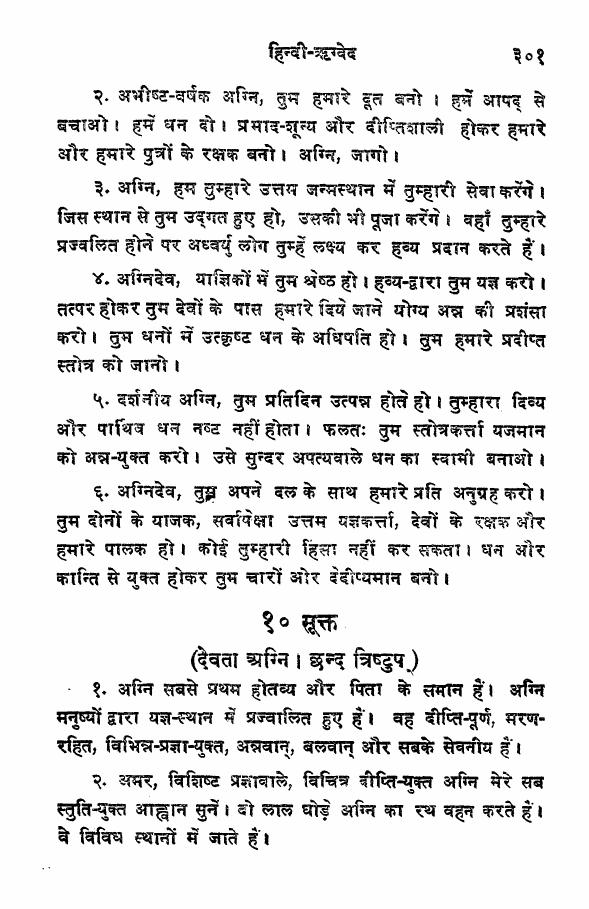 हिन्दी-ऋग्वेद ३०१
२. अभीष्ट-वर्षक अग्नि, तुम हमारे दूत बनो। हमें आपद् से
बचाओ। हमें धन दो। प्रमाद-शून्य और दीप्तिशाली होकर हमारे
और हमारे पुत्रों के रक्षक बनो। अग्नि, जागो।
३. अग्नि, हम तुम्हारे उत्तम जन्मस्थान में तुम्हारी सेवा करेंगे।
जिस स्थान से तुम उद्गत हुए हो, उसकी भी पूजा करेंगे। वहाँ तुम्हारे
प्रज्वलित होने पर अध्वर्यु लोग तुम्हें लक्ष्य कर हव्य प्रदान करते हैं।
४. अग्निदेव, याज्ञिकों में तुम श्रेष्ठ हो। हव्य-द्वारा तुम यज्ञ करो।
तत्पर होकर तुम देवों के पास हमारे दिये जाने योग्य अन्न की प्रशंसा
करो। तुम धनों में उत्कृष्ट धन के अधिपति हो। तुम हमारे प्रदीप्त
स्तोत्र को जानो।
५. दर्शनीय अग्नि, तुम प्रतिदिन उत्पन्न होते हो। तुम्हारा दिव्य
और पार्थिव धन नष्ट नहीं होता। फलतः तुम स्तोत्रकर्त्ता यजमान
को अन्न-युक्त करो। उसे सुन्दर अपत्यवाले धन का स्वामी बनाओ।
६. अग्निदेव, तुम अपने दल के साथ हमारे प्रति अनुग्रह करो।
तुम दोनों के याजक, सर्वापेक्षा उत्तम यज्ञकर्त्ता, देवों के रक्षक और
हमारे पालक हो। कोई तुम्हारी हिंसा नहीं कर सकता। धन और
कान्ति से युक्त होकर तुम चारों ओर देदीप्यमान बनो।
१० सूक्त
(देवता अग्नि। छन्द त्रिष्टुप्)
१. अग्नि सबसे प्रथम होतव्य और पिता के समान हैं। अग्नि
मनुष्यों द्वारा यज्ञ-स्थान में प्रज्वालित हुए हैं। वह दीप्ति-पूर्ण, मरण-
रहित, विभिन्न-प्रज्ञा-युक्त, अन्नवान्, बलवान् और सबके सेवनीय हैं।
२. अमर, विशिष्ट प्रज्ञावाले, विचित्र दीप्ति-युक्त अग्नि मेरे सब
स्तुति-युक्त आह्वान सुनें। दो लाल घोड़े अग्नि का रथ वहन करते हैं।
वे विविध स्थानों में जाते हैं।